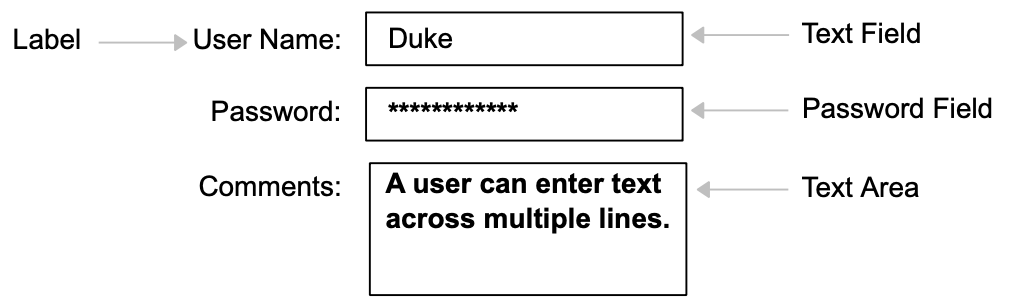 Label User Name: Duke Text Field
Password: ************ Password Field
Comments: A user can enter text Text Area
across multiple lines.